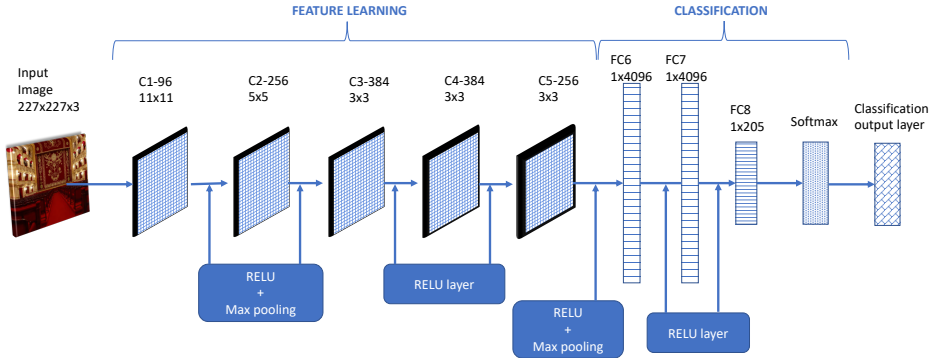 FEATURE LEARNING
CLASSIFICATION
Input
Image
227x227x3
C1-96
11x11
C2-256
5x5
C3-384
3x3
C4-384
3x3
C5-256
3x3
FC6
1x4096
FC7
1x4096
FC8
1x205
Softmax
Classification
output layer
RELU
+
Max pooling
RELU layer
RELU
+
Max pooling
RELU layer